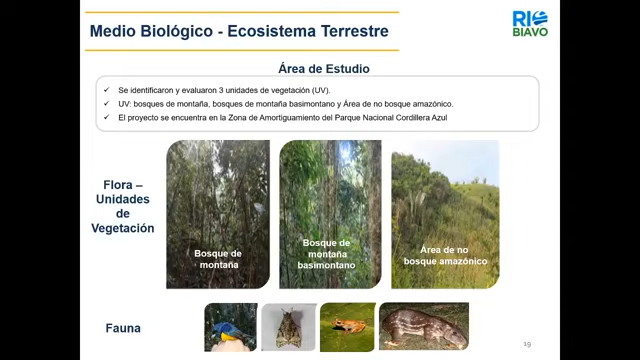 Medio Biológico - Ecosistema Terrestre
RIO
BIAVO
Área de Estudio
✓ Se identificaron y evaluaron 3 unidades de vegetación (UV).
✓ UV: bosques de montaña, bosques de montaña basimontano y Área de no bosque amazónico.
✓ El proyecto se encuentra en la Zona de Amortiguamiento del Parque Nacional Cordillera Azul
Flora –
Unidades
de
Vegetación
Bosque de
montaña
Bosque de
montaña
basimontano
Área de no
bosque amazónico
Fauna
19